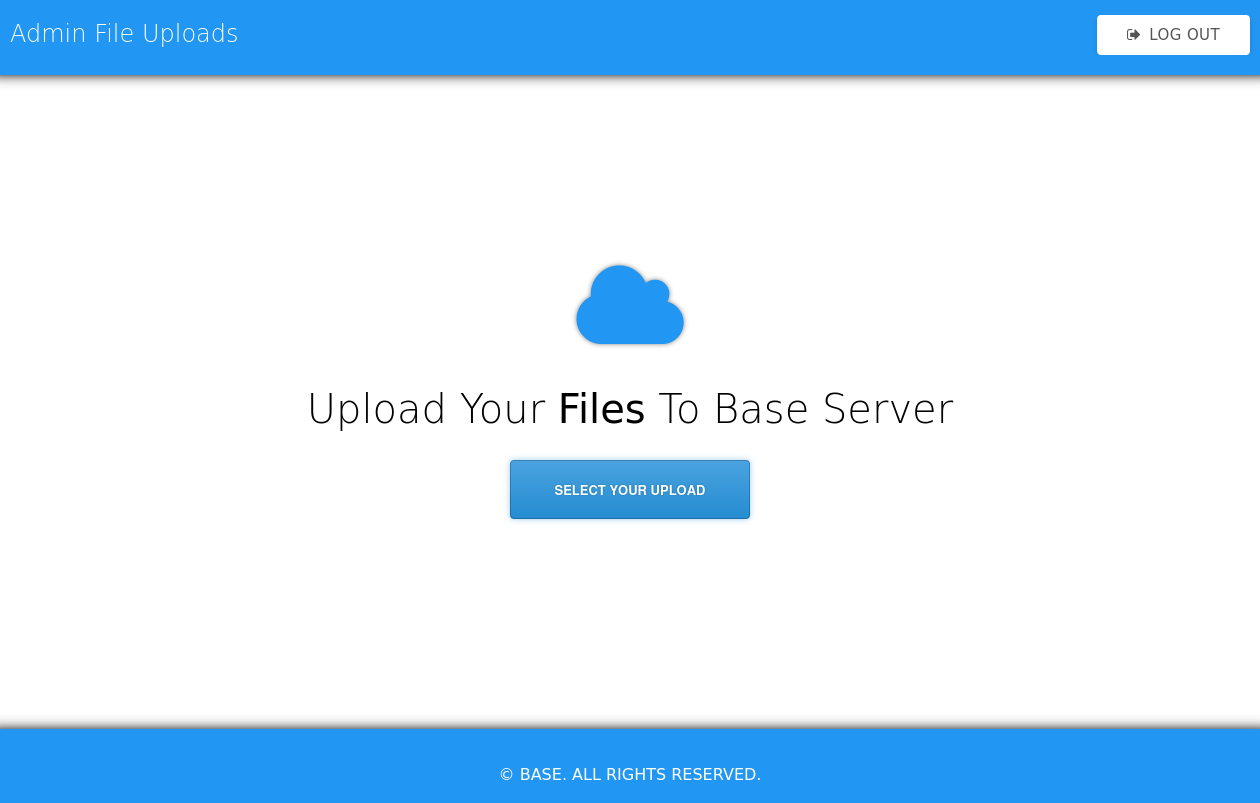 Admin File Uploads
LOG OUT
Upload Your Files To Base Server
SELECT YOUR UPLOAD
© BASE. ALL RIGHTS RESERVED.